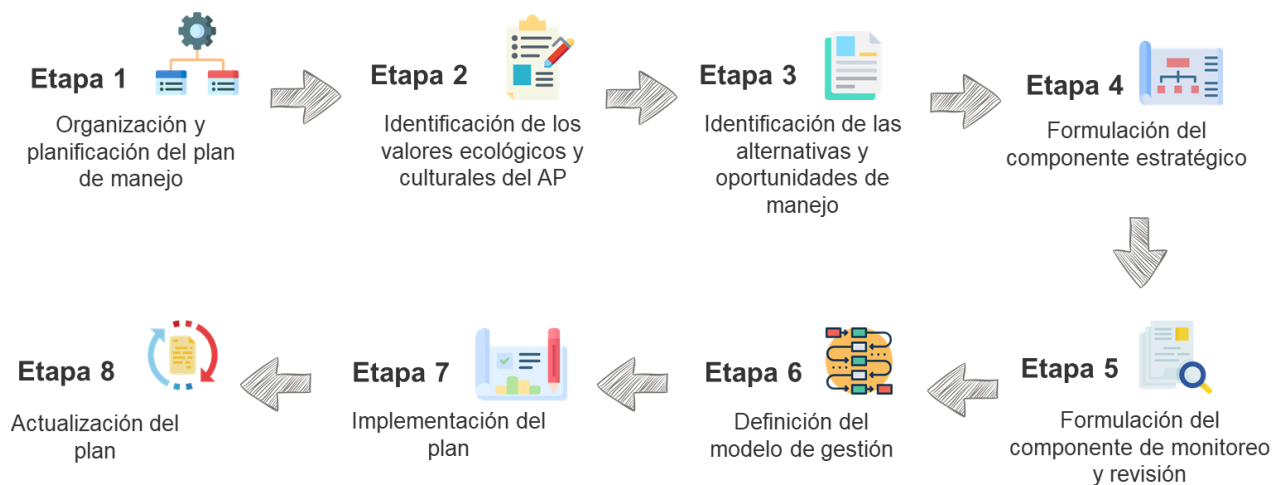 Etapa 1
Organización y
planificación del plan
de manejo
Etapa 2
Identificación de los
valores ecológicos y
culturales del AP
Etapa 3
Identificación de las
alternativas y
oportunidades de
manejo
Etapa 4
Formulación del
componente estratégico
Etapa 5
Formulación del
componente de monitoreo
y revisión
Etapa 6
Definición del
modelo de gestión
Etapa 7
Implementación del
plan
Etapa 8
Actualización del
plan